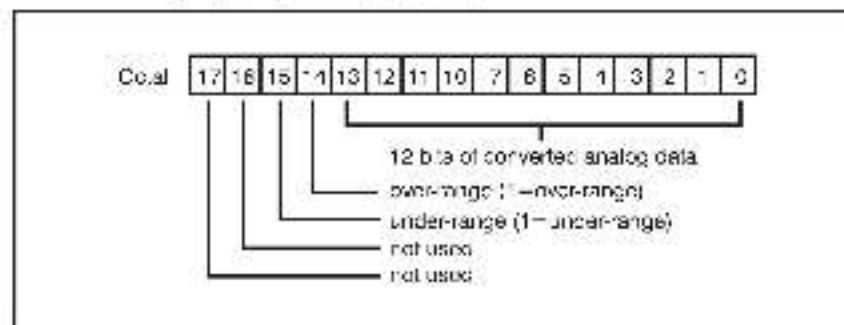 Octal 17 16 15 14 13 12 11 10 7 6 5 4 3 2 1 0
12 bits of converted analog data
over-range (1=over-range)
under-range (1=under-range)
not used
not used